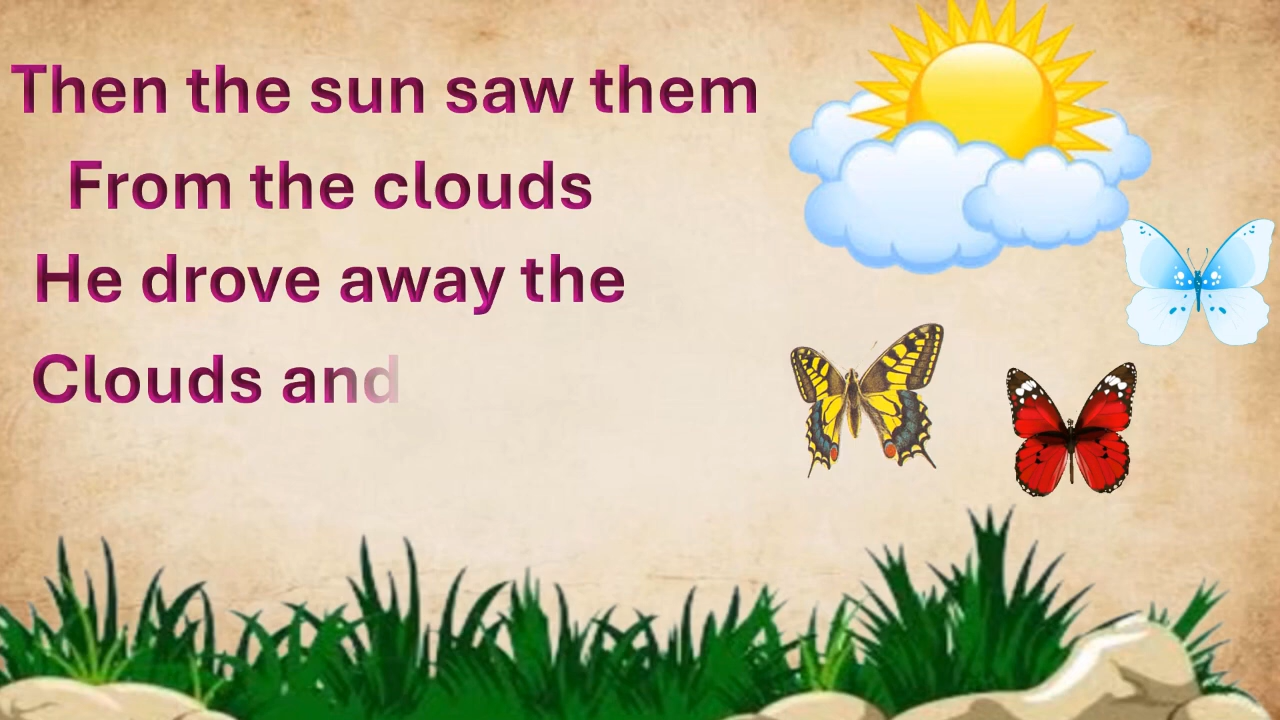 Then the sun saw them
From the clouds
He drove away the
Clouds and